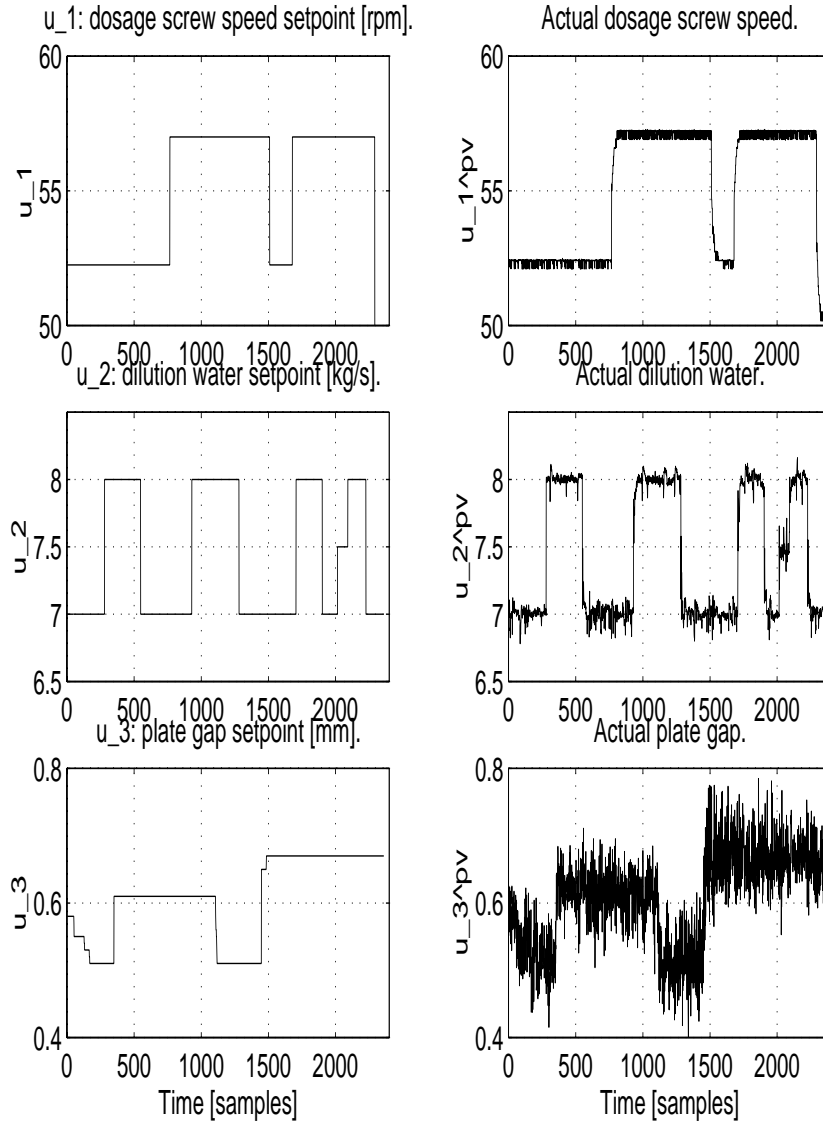 u_1: dosage screw speed setpoint [rpm].
Actual dosage screw speed.
60
55
50
u_1
0 500 1000 1500 2000
60
55
50
u_1^pv
0 500 1000 1500 2000
u_2: dilution water setpoint [kg/s].
Actual dilution water.
8
7.5
7
6.5
u_2
0 500 1000 1500 2000
8
7.5
7
6.5
u_2^pv
0 500 1000 1500 2000
u_3: plate gap setpoint [mm].
Actual plate gap.
0.8
0.6
0.4
u_3
0 500 1000 1500 2000
Time [samples]
0.8
0.6
0.4
u_3^pv
0 500 1000 1500 2000
Time [samples]